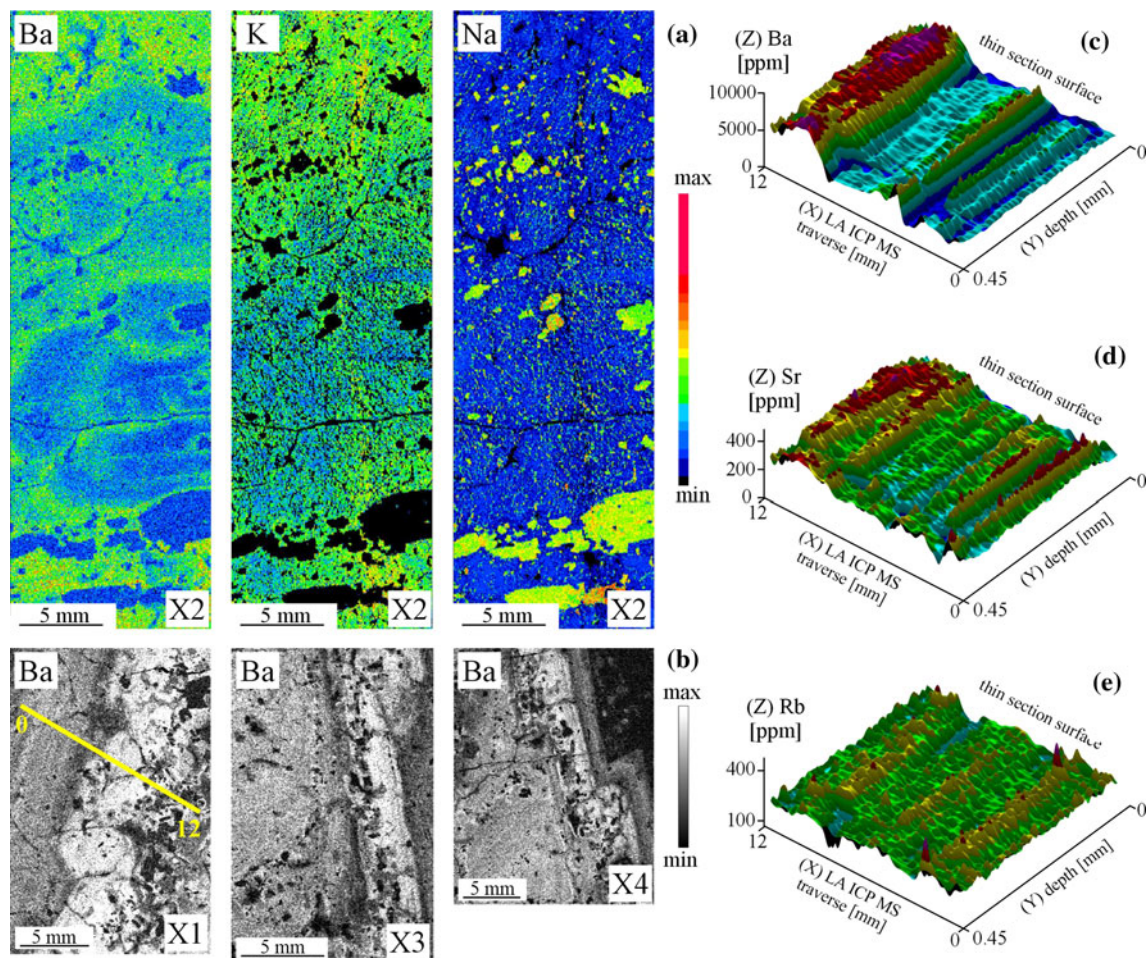 Ba
K
Na
(a)
max
min
5 mm
X2
5 mm
5 mm
X2
Ba
0
12
5 mm
X1
Ba
5 mm
X3
Ba
5 mm
X4
(b)
max
min
(c)
(Z) Ba
[ppm]
10000
5000
0
12
thin section surface
0
(X) LA ICP MS
traverse [mm]
(Y) depth [mm]
0
0.45
(d)
(Z) Sr
[ppm]
400
200
0
12
thin section surface
0
(X) LA ICP MS
traverse [mm]
(Y) depth [mm]
0
0.45
(e)
(Z) Rb
[ppm]
400
100
12
thin section surface
0
(X) LA ICP MS
traverse [mm]
(Y) depth [mm]
0
0.45